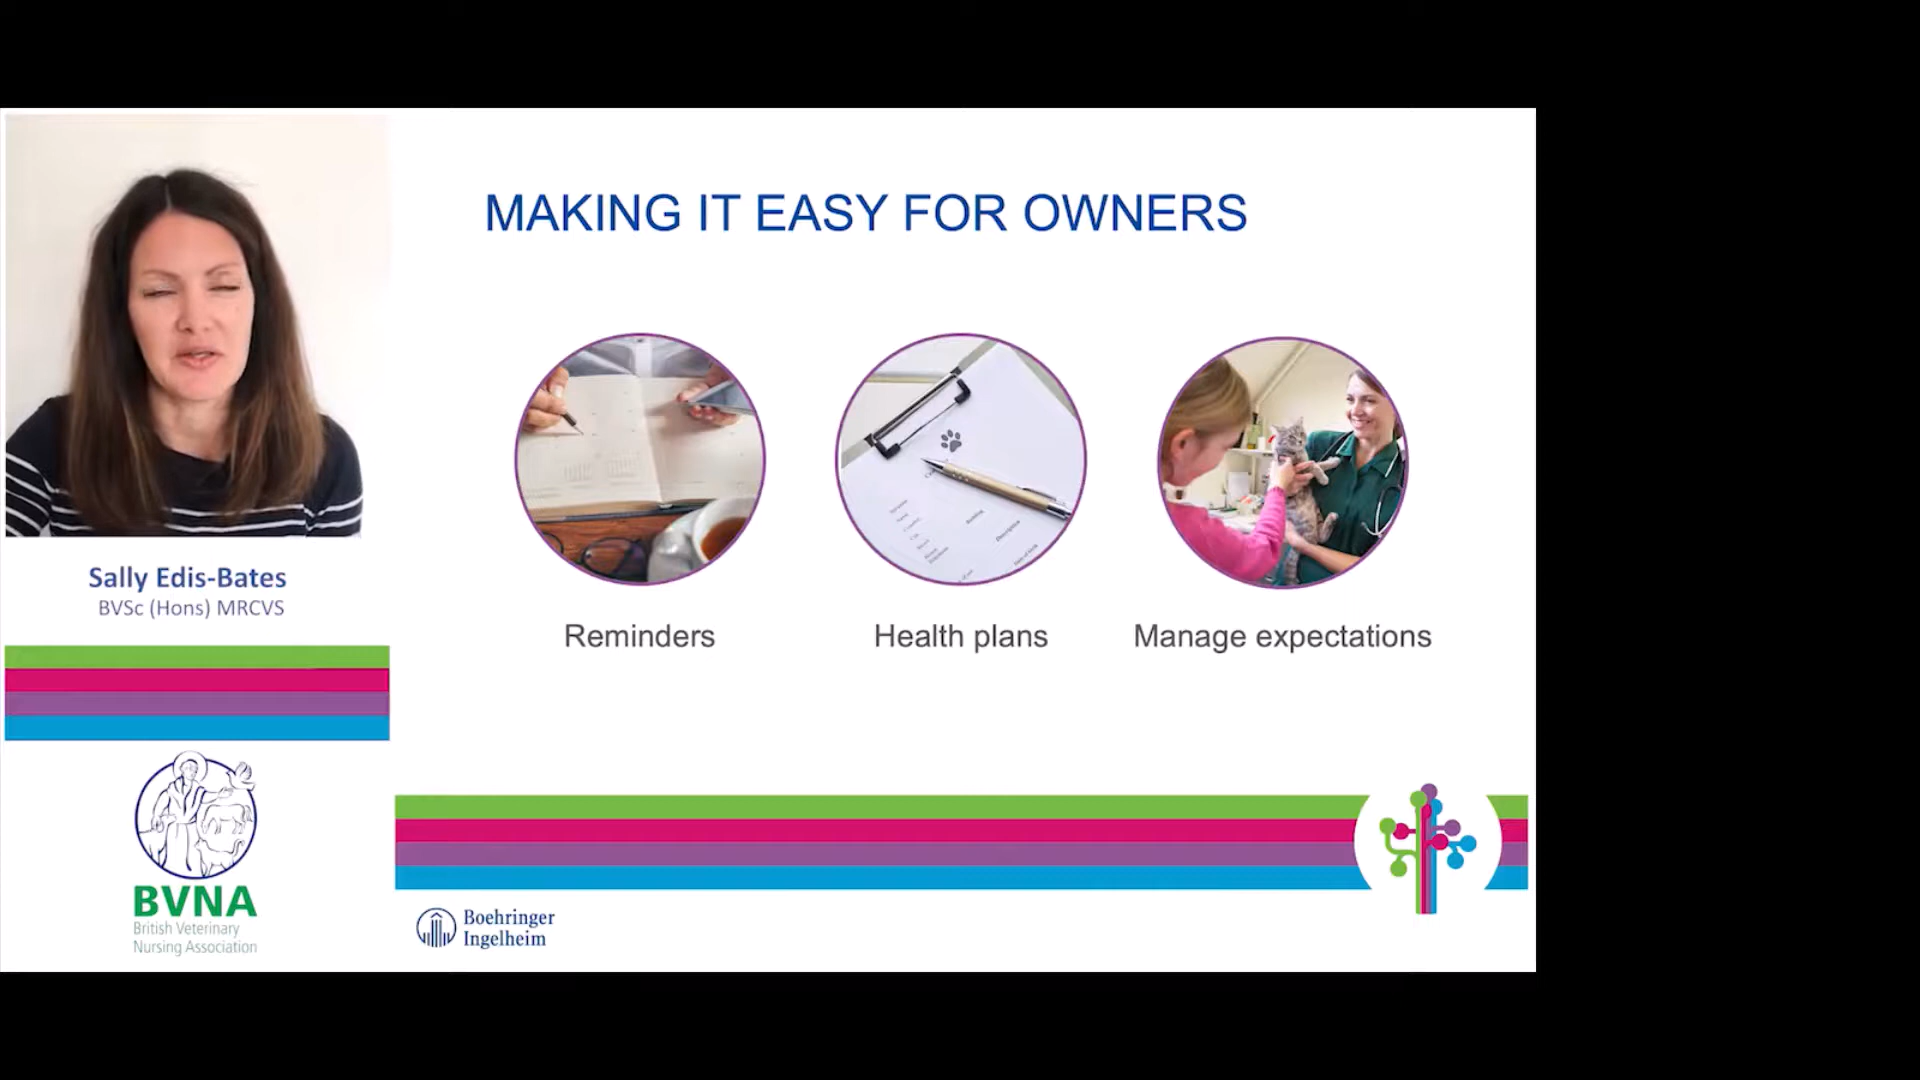 MAKING IT EASY FOR OWNERS
Reminders
Health plans
Manage expectations
Sally Edis-Bates
BVSc (Hons) MRCVS
BVNA
British Veterinary
Nursing Association
Boehringer
Ingelheim